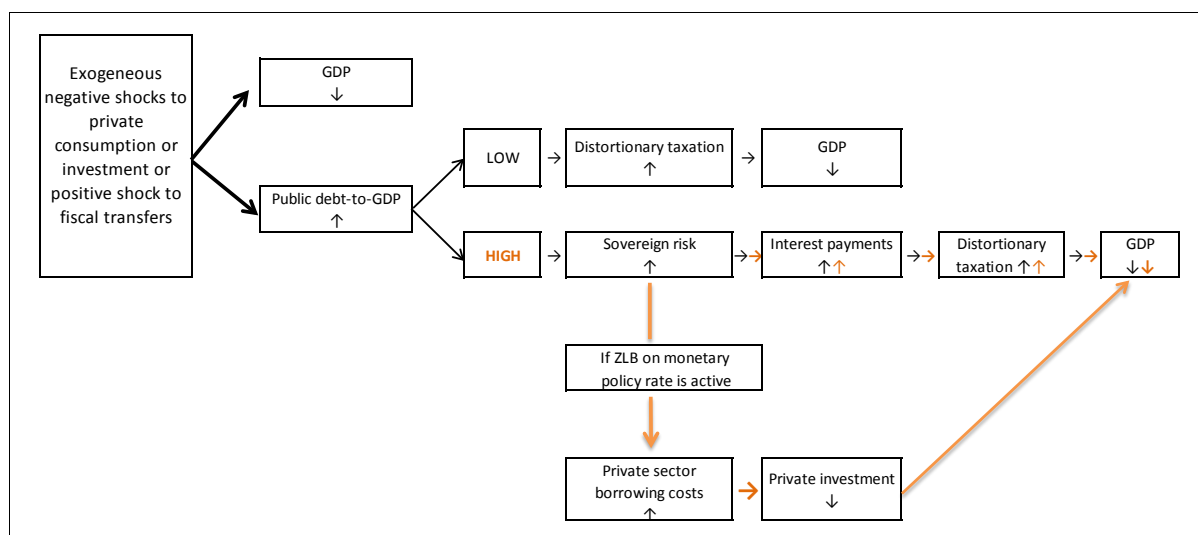 Exogeneous
negative shocks to
private
consumption or
investment or
positive shock to
fiscal transfers
GDP
↓
Public debt-to-GDP
↑
LOW
→
Distortionary taxation
↑
→
GDP
↓
HIGH
→
Sovereign risk
↑
→→
Interest payments
↑↑
→→
Distortionary
taxation ↑↑
→→
GDP
↓↓
If ZLB on monetary
policy rate is active
Private sector
borrowing costs
↑
→
Private investment
↓